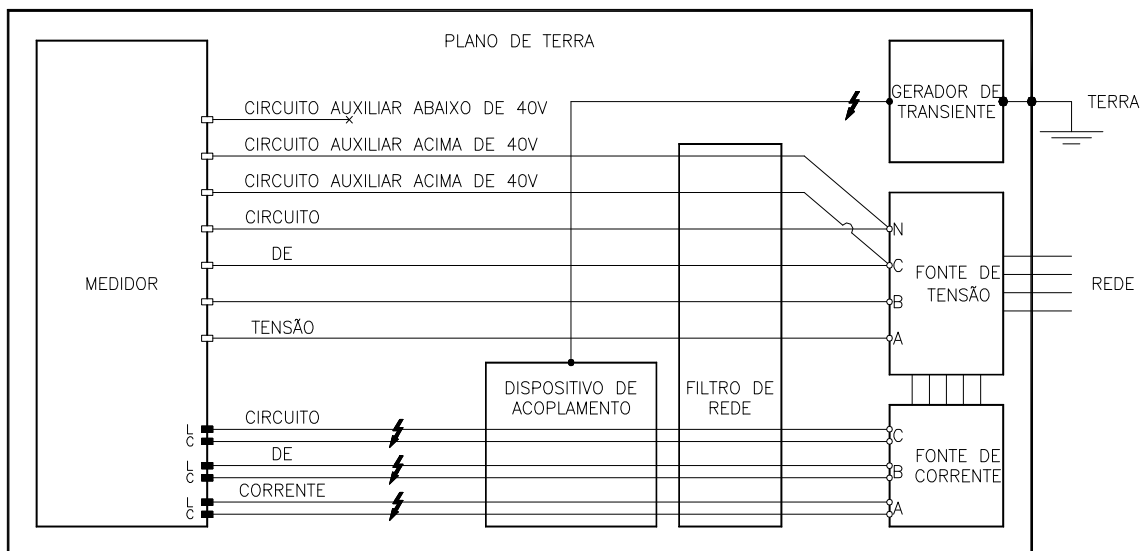 PLANO DE TERRA
GERADOR DE
TRANSIENTE
TERRA
CIRCUITO AUXILIAR ABAIXO DE 40V
CIRCUITO AUXILIAR ACIMA DE 40V
CIRCUITO AUXILIAR ACIMA DE 40V
CIRCUITO
N
DE
C
MEDIDOR
FONTE DE
TENSÃO
REDE
B
TENSÃO
A
DISPOSITIVO DE
ACOPLAMENTO
FILTRO DE
REDE
CIRCUITO
L
C
C
DE
L
C
B
FONTE DE
CORRENTE
CORRENTE
L
C
A